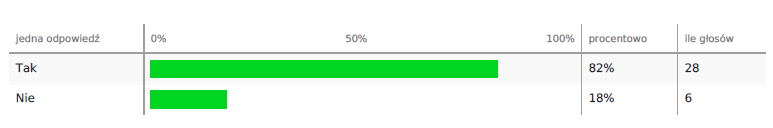 jedna odpowiedź 0% 50% 100% procentowo ile głosów
Tak 82% 28
Nie 18% 6